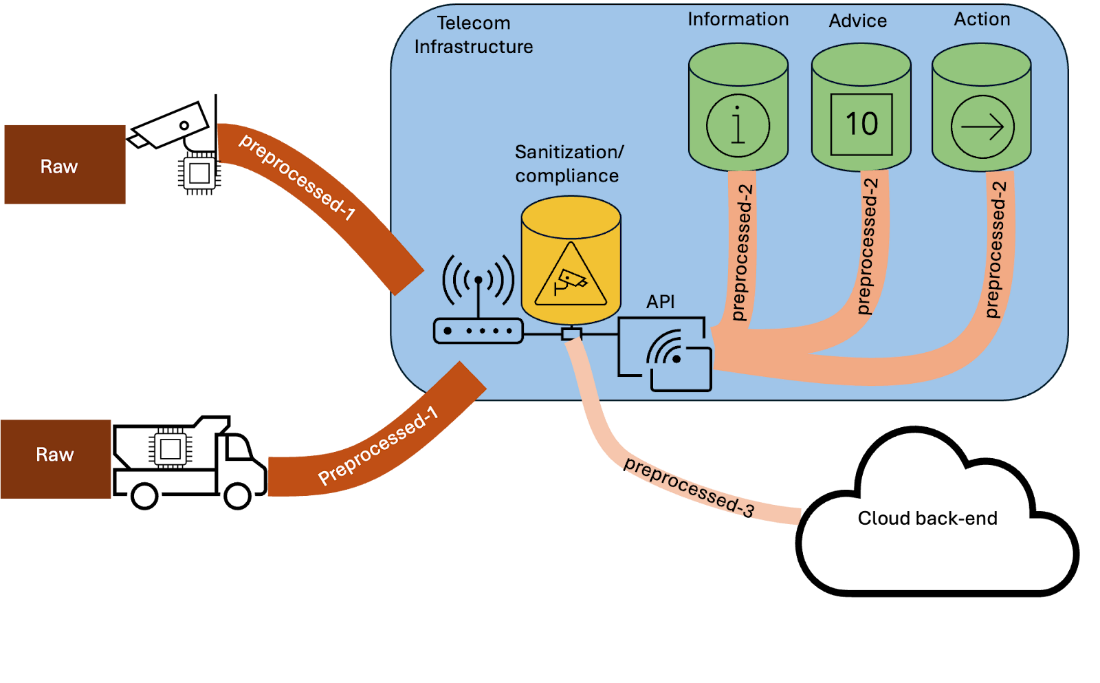 Telecom
Infrastructure
Information
Advice
Action
Raw
preprocessed-1
Sanitization/
compliance
i
10
preprocessed-2
preprocessed-2
preprocessed-2
API
Raw
Preprocessed-1
preprocessed-3
Cloud back-end